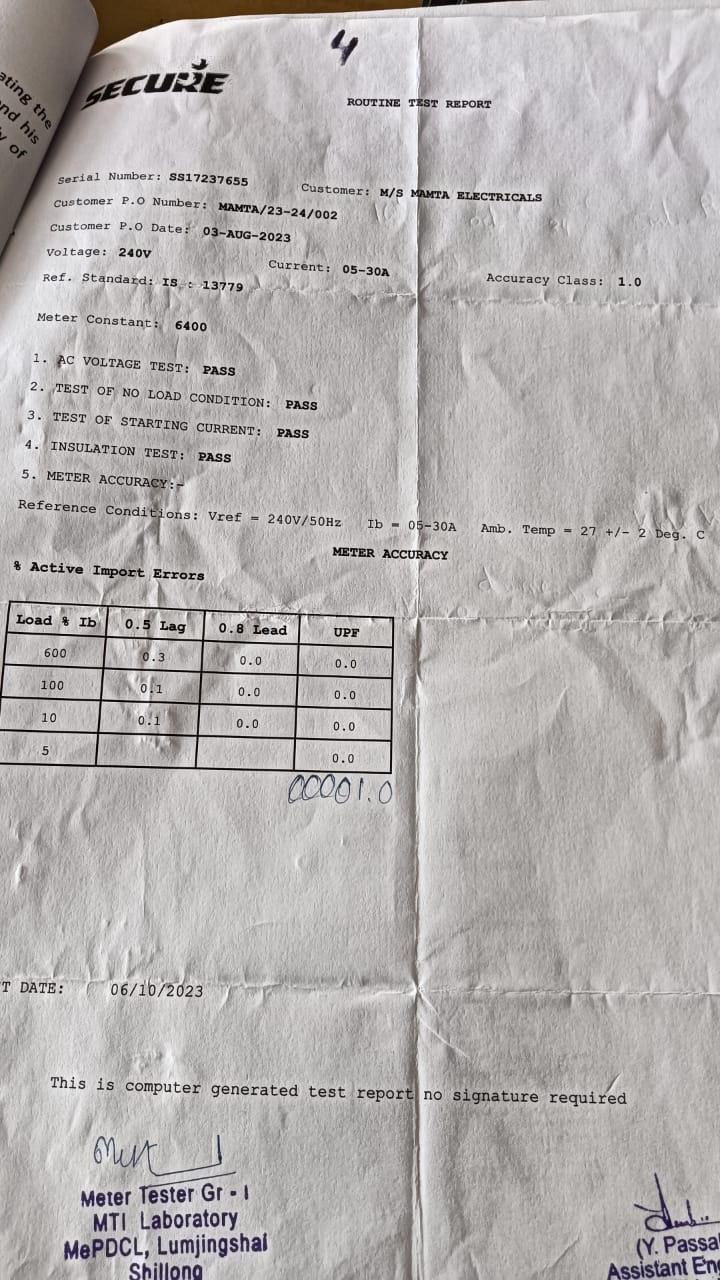 ating the
nd his
y of
4
SECURE
ROUTINE TEST REPORT
Serial Number: SS17237655 Customer: M/S MAMTA ELECTRICALS
Customer P.O Number: MAMTA/23-24/002
Customer P.O Date: 03-AUG-2023
Voltage: 240V Current: 05-30A Accuracy Class: 1.0
Ref. Standard: IS : 13779
Meter Constant: 6400
1. AC VOLTAGE TEST: PASS
2. TEST OF NO LOAD CONDITION: PASS
3. TEST OF STARTING CURRENT: PASS
4. INSULATION TEST: PASS
5. METER ACCURACY:-
Reference Conditions: Vref = 240V/50Hz Ib = 05-30A Amb. Temp = 27 +/- 2 Deg. C
METER ACCURACY
% Active Import Errors
Load % Ib 0.5 Lag 0.8 Lead UPF
600 0.3 0.0 0.0
100 0.1 0.0 0.0
10 0.1 0.0 0.0
5 0.0
00001.0
T DATE: 06/10/2023
This is computer generated test report no signature required
Meter Tester Gr - I
MTI Laboratory
MePDCL, Lumjingshai
Shillong
(Y. Passa
Assistant Eng